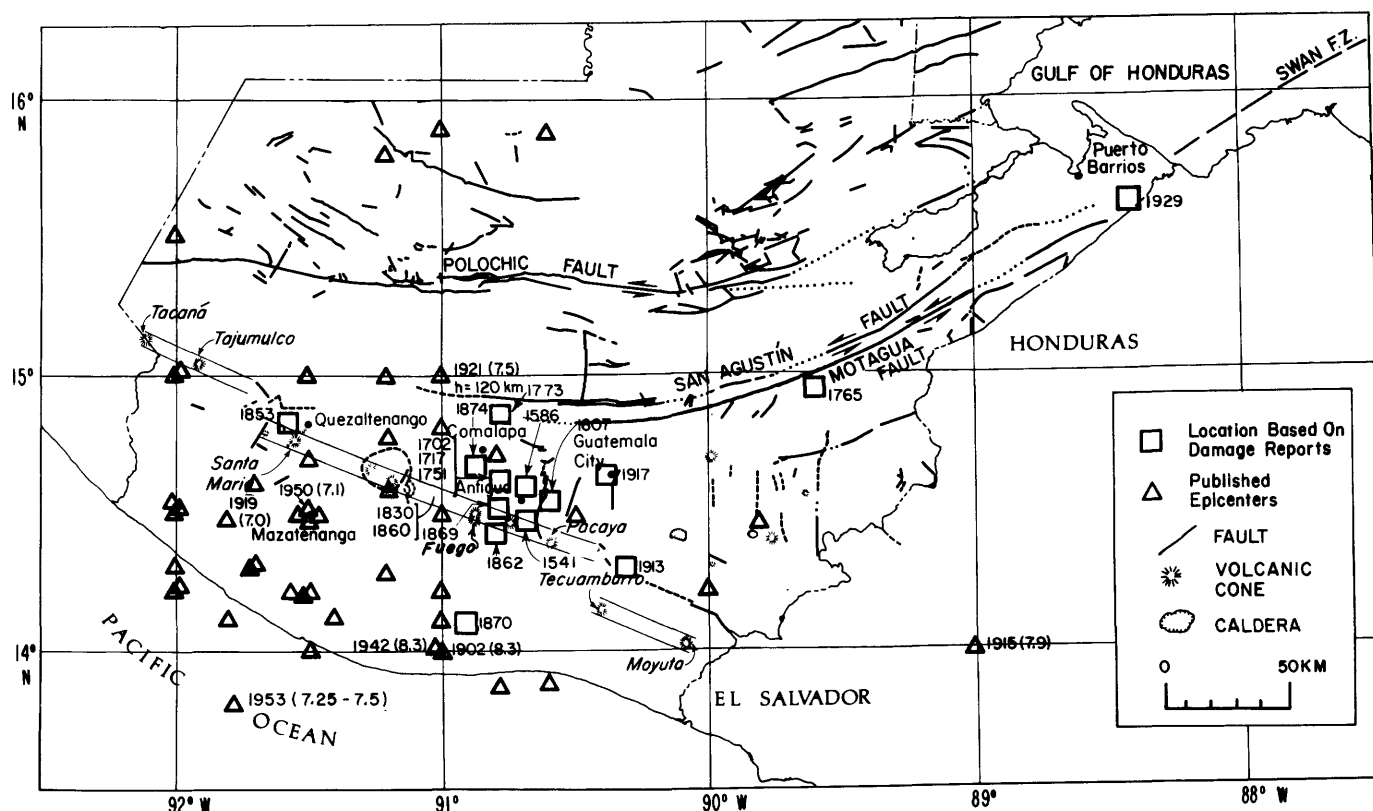 16°
N
15°
14°
N
92°
W
91°
90°
W
89°
88°
W
GULF OF HONDURAS
SWAN F.Z.
Puerto
Barrios
1929
POLOCHIC FAULT
SAN AGUSTÍN FAULT
MOTAGUA
FAULT
HONDURAS
Tacaná
Tajumulco
1921 (7.5)
h= 120 km
1773
1765
1853
Quezaltenango
1874
Comalapa
1586
1607
Guatemala
City
1917
1702
1717
1751
Antigua
Santa
María
1950 (7.1)
1919
(7.0)
Mazatenanga
1830
1860
1869
Fuego
1862
1541
Pacaya
Tecuambarro
1913
1870
1942 (8.3)
1902 (8.3)
Moyuta
1915 (7.9)
1953 (7.25 - 7.5)
PACIFIC
OCEAN
EL SALVADOR
Location Based On
Damage Reports
Published
Epicenters
FAULT
VOLCANIC
CONE
CALDERA
0 50 KM